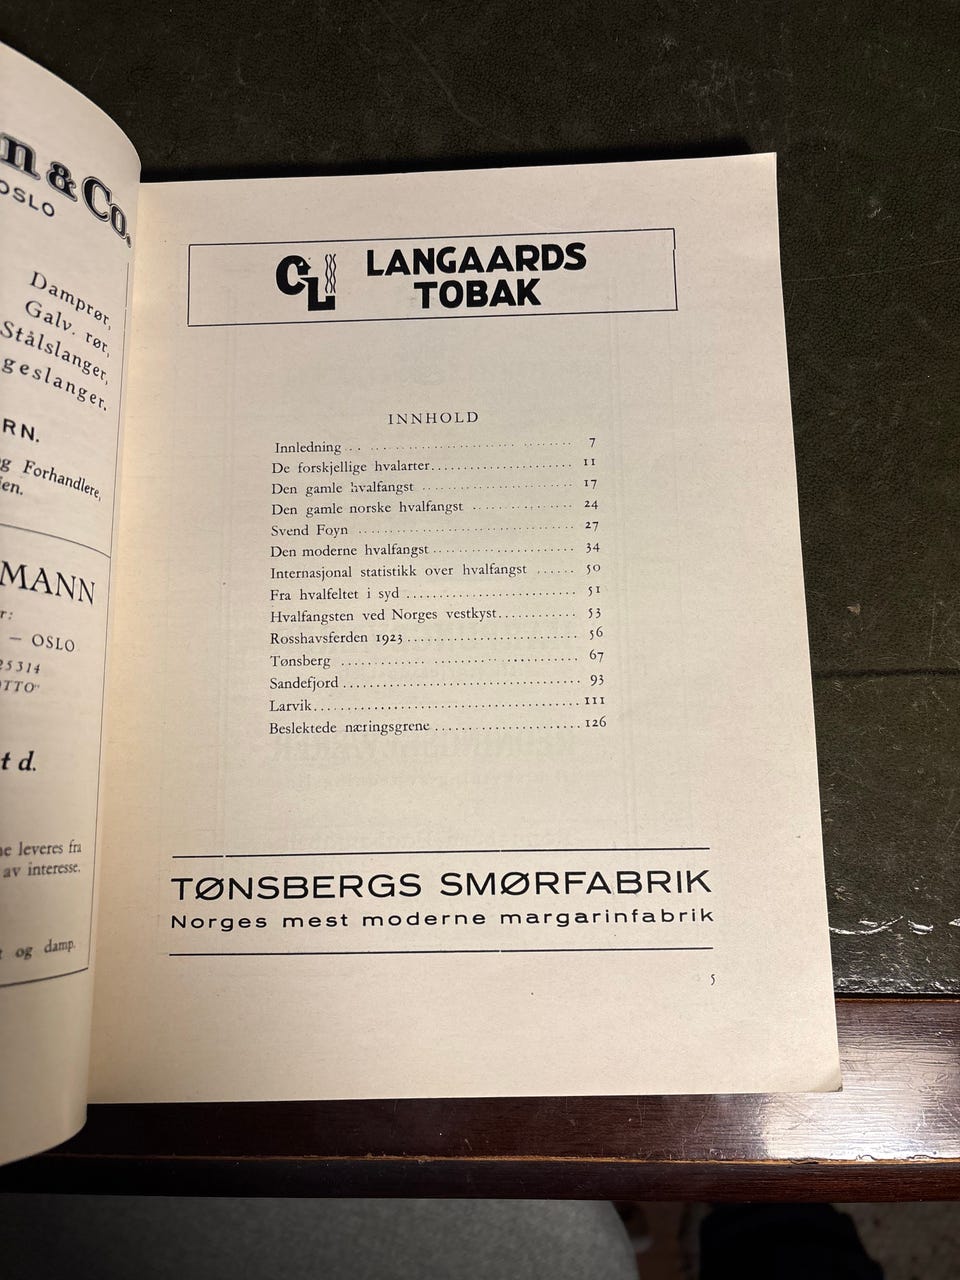 n & Co.
OSLO
Damprør,
Galv. rør,
Stålslanger,
geslanger.
RN.
g Forhandlere,
ien.
MANN
r:
— OSLO
25314
OTTO"
t d.
ne leveres fra
av interesse.
t og damp.
CL LANGAARDS
TOBAK
INNHOLD
Innledning .................... 7
De forskjellige hvalarter.................... 11
Den gamle hvalfangst .................... 17
Den gamle norske hvalfangst .................... 24
Svend Foyn .................... 27
Den moderne hvalfangst.................... 34
Internasjonal statistikk over hvalfangst ...... 50
Fra hvalfeltet i syd .................... 51
Hvalfangsten ved Norges vestkyst........... 53
Rosshavsferden 1923.................... 56
Tønsberg .................... 67
Sandefjord.................... 93
Larvik.................... 111
Beslektede næringsgrene.................... 126
TØNSBERGS SMØRFABRIK
Norges mest moderne margarinfabrik
5